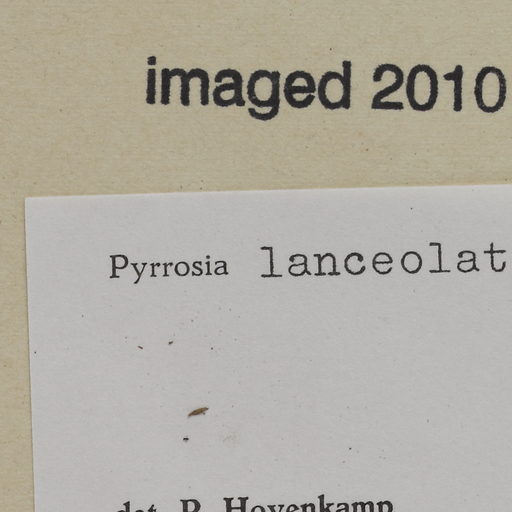 imaged 2010
Pyrrosia lanceolat
det. P. Hovenkamp